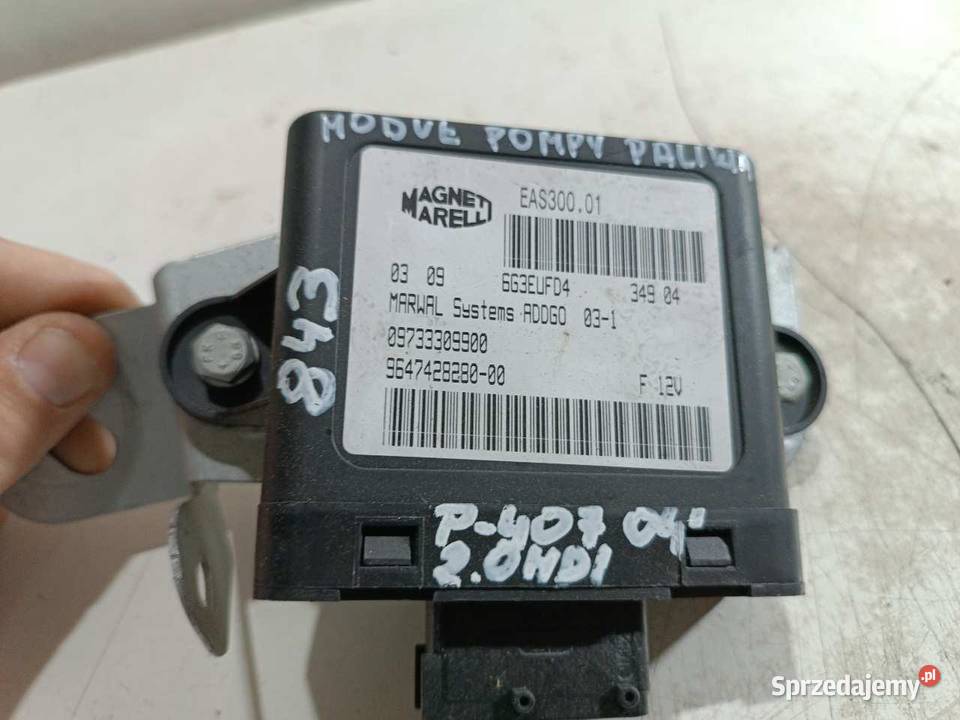 MODUE POMPY PALIWA
MAGNETI MARELLI
EAS300.01
03 09 6G3EUFD4 349 04
MARWAL Systems ADDGO 03-1
09733309900
9647428280-00 F 12V
843
P-407 04'
2.0HDI
Sprzedajemy.pl